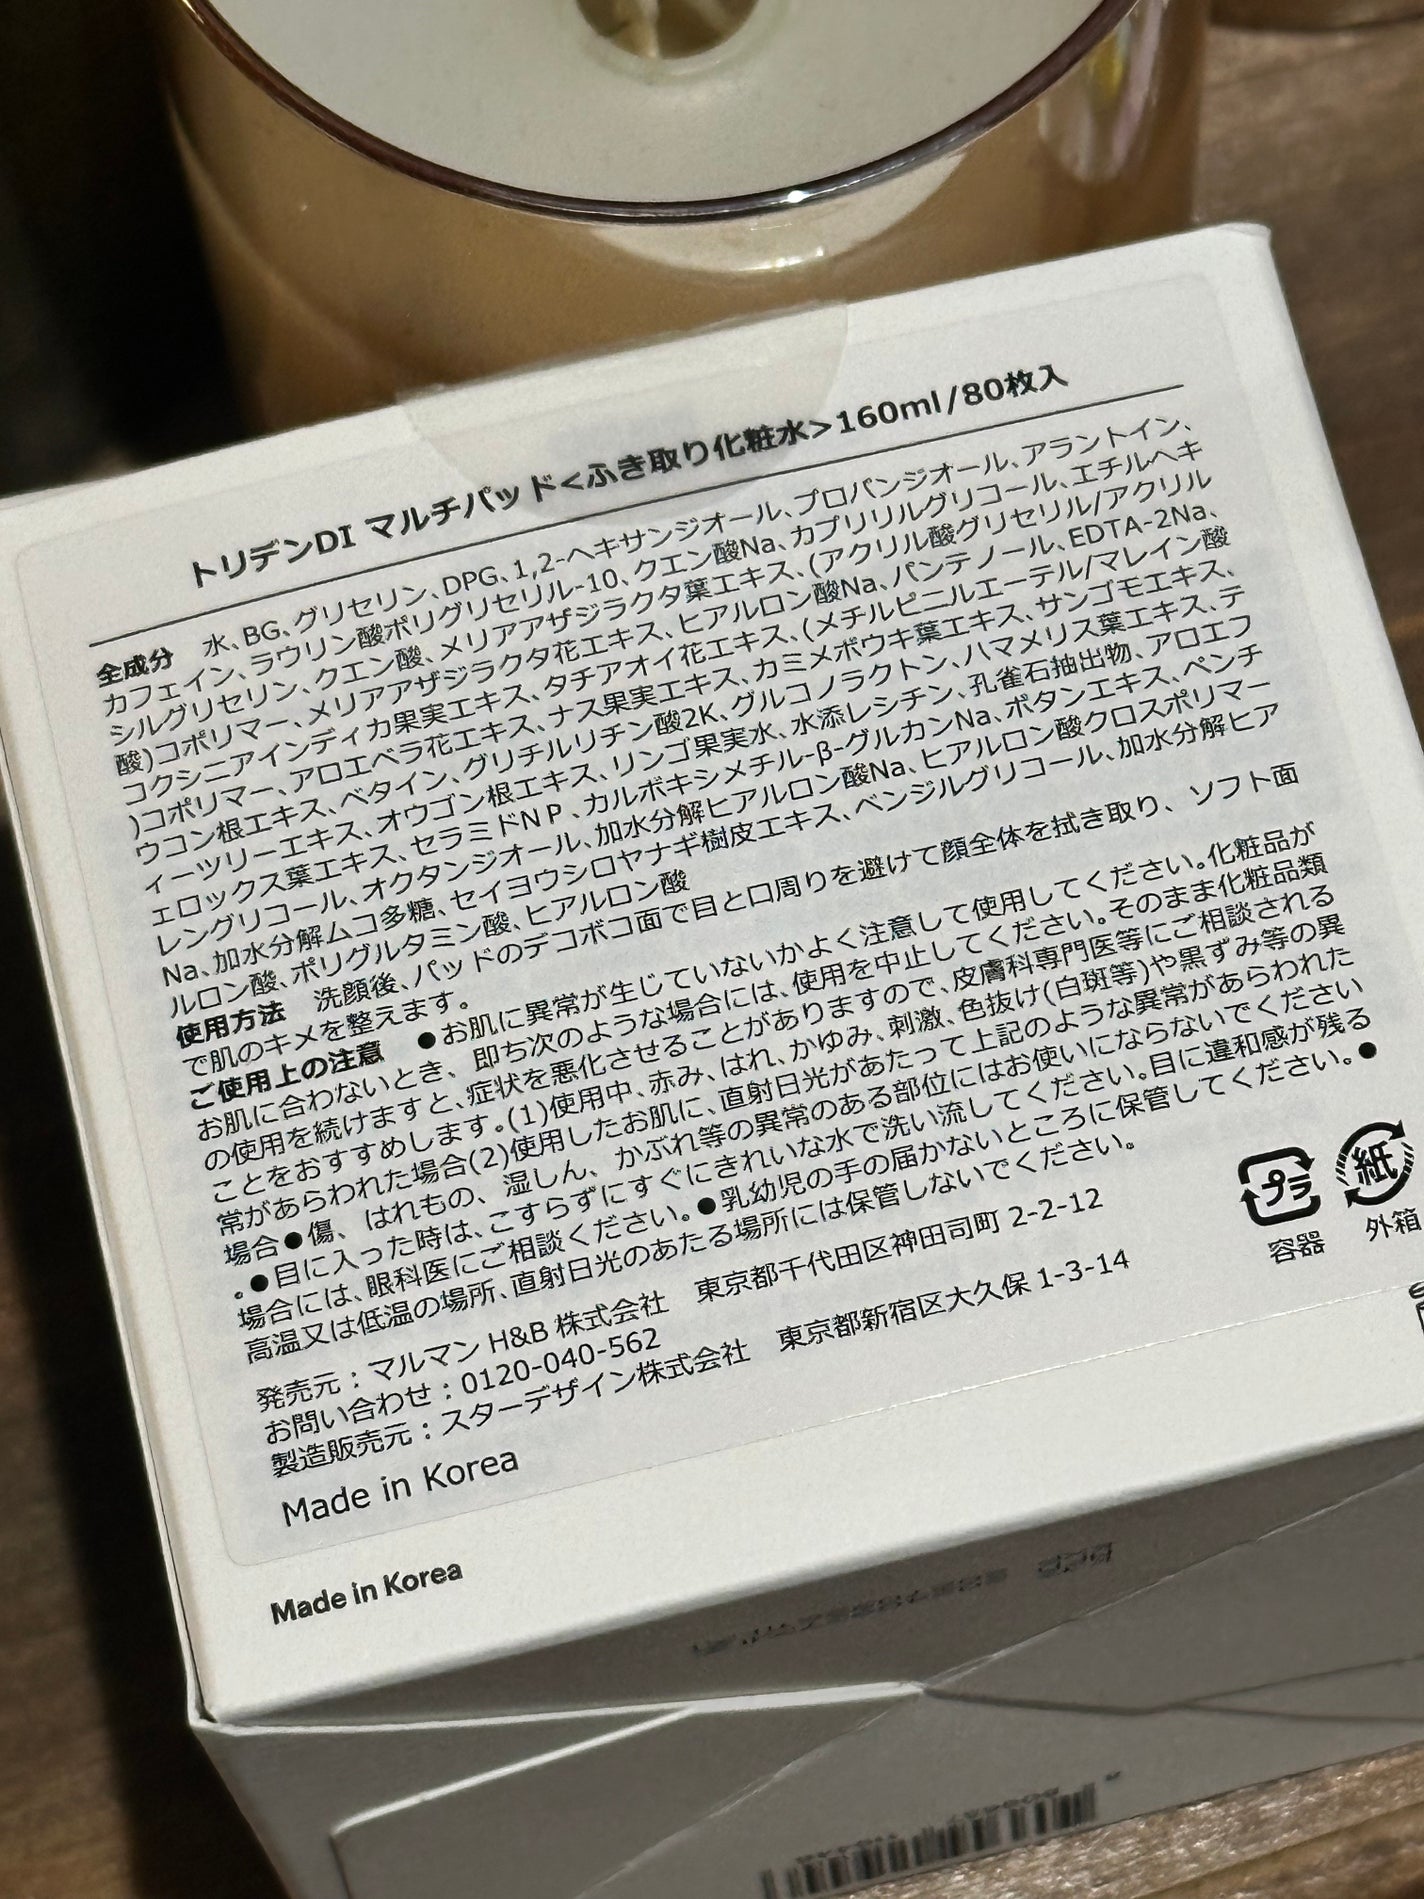 トリデンDI マルチパッド<ふき取り化粧水>160ml/80枚入
全成分　水、BG、グリセリン、DPG、1,2-ヘキサンジオール、プロパンジオール、アラントイン、
カフェイン、ラウリン酸ポリグリセリル-10、クエン酸Na、カプリリルグリコール、エチルヘキ
シルグリセリン、クエン酸、メリアアザジラクタ葉エキス、(アクリル酸グリセリル/アクリル
酸)コポリマー、メリアアザジラクタ花エキス、ヒアルロン酸Na、パンテノール、EDTA-2Na、
コクシニアインディカ果実エキス、タチアオイ花エキス、(メチルビニルエーテル/マレイン酸
)コポリマー、アロエベラ花エキス、ナス果実エキス、カミメボウキ葉エキス、サンゴモエキス、
ウコン根エキス、ベタイン、グリチルリチン酸2K、グルコノラクトン、ハマメリス葉エキス、テ
ィーツリーエキス、オウゴン根エキス、リンゴ果実水、水添レシチン、孔雀石抽出物、アロエフ
ェロックス葉エキス、セラミドNP、カルボキシメチル-β-グルカンNa、ボタンエキス、ペンチ
レングリコール、オクタンジオール、加水分解ヒアルロン酸Na、ヒアルロン酸クロスポリマー
Na、加水分解ムコ多糖、セイヨウシロヤナギ樹皮エキス、ベンジルグリコール、加水分解ヒア
ルロン酸、ポリグルタミン酸、ヒアルロン酸
使用方法　洗顔後、パッドのデコボコ面で目と口周りを避けて顔全体を拭き取り、ソフト面
で肌のキメを整えます。
ご使用上の注意　●お肌に異常が生じていないかよく注意して使用してください。化粧品が
お肌に合わないとき、即ち次のような場合には、使用を中止してください。そのまま化粧品類
の使用を続けますと、症状を悪化させることがありますので、皮膚科専門医等にご相談される
ことをおすすめします。(1)使用中、赤み、はれ、かゆみ、刺激、色抜け(白斑等)や黒ずみ等の異
常があらわれた場合(2)使用したお肌に、直射日光があたって上記のような異常があらわれた
場合●傷、はれもの、湿しん、かぶれ等の異常のある部位にはお使いにならないでください
。●目に入った時は、こすらずにすぐにきれいな水で洗い流してください。目に違和感が残る
場合には、眼科医にご相談ください。●乳幼児の手の届かないところに保管してください。●
高温又は低温の場所、直射日光のあたる場所には保管しないでください。
発売元：マルマン H&B 株式会社　東京都千代田区神田司町 2-2-12
お問い合わせ：0120-040-562
製造販売元：スターデザイン株式会社　東京都新宿区大久保 1-3-14
Made in Korea
プラ
容器
紙
外箱
Made in Korea